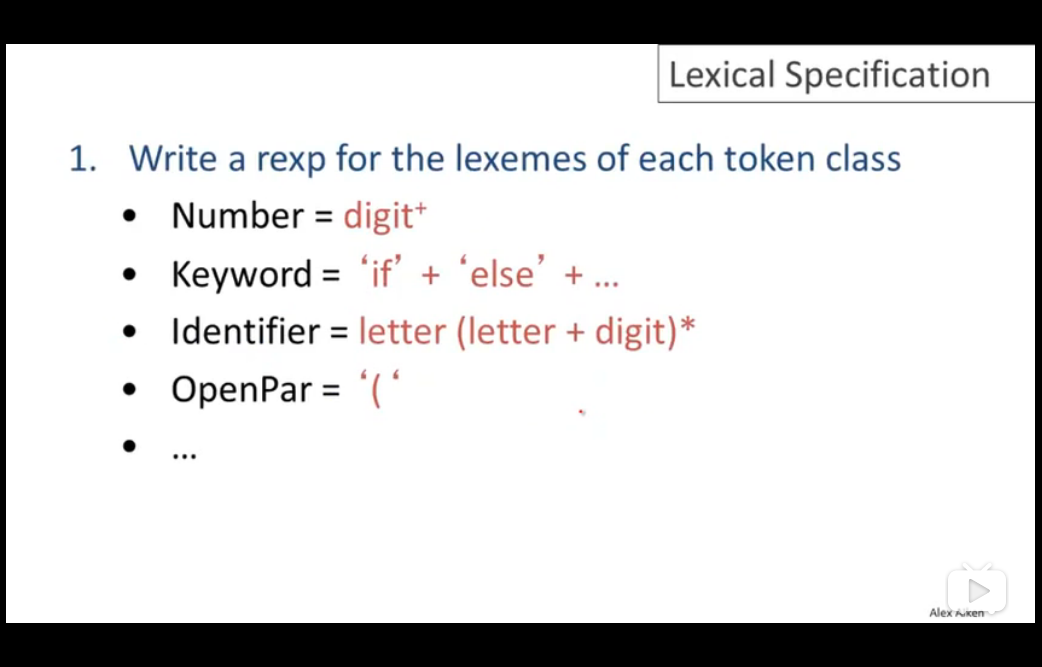 Lexical Specification
1. Write a rexp for the lexemes of each token class
• Number = digit⁺
• Keyword = ‘if’ + ‘else’ + ...
• Identifier = letter (letter + digit)*
• OpenPar = ‘( ‘
• ...
Alex Aiken